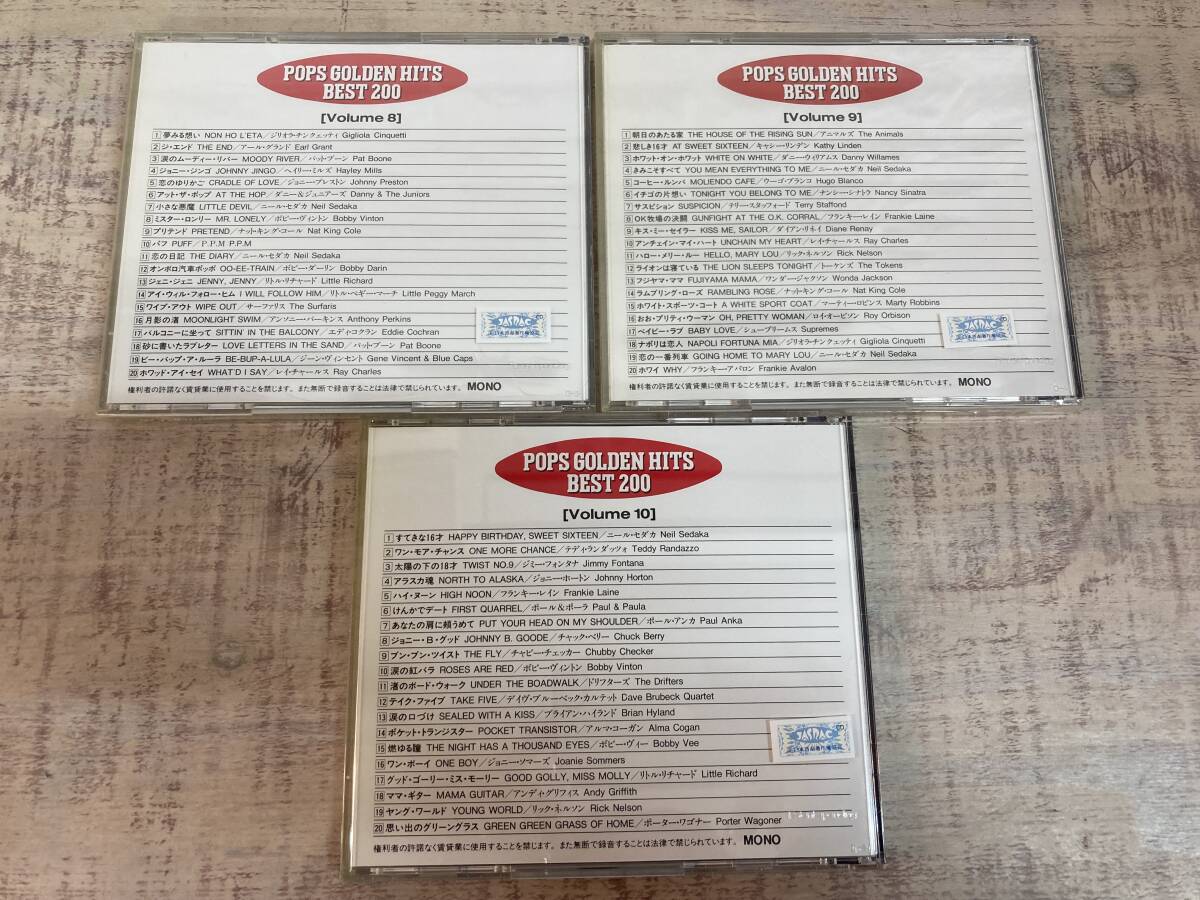 POPS GOLDEN HITS
BEST 200
[Volume 8]
1 夢みる想い NON HO L'ETA／ジリオラ・チンクェッティ Gigliola Cinquetti
2 ジ・エンド THE END／アール・グランド Earl Grant
3 涙のムーディー・リバー MOODY RIVER／パット・ブーン Pat Boone
4 ジョニー・ジンゴ JOHNNY JINGO／ヘイリー・ミルズ Hayley Mills
5 恋のゆりかご CRADLE OF LOVE／ジョニー・プレストン Johnny Preston
6 アット・ザ・ポップ AT THE HOP／ダニー＆ジュニアーズ Danny & The Juniors
7 小さな悪魔 LITTLE DEVIL／ニール・セダカ Neil Sedaka
8 ミスター・ロンリー MR. LONELY／ボビー・ヴィントン Bobby Vinton
9 プリテンド PRETEND／ナット・キング・コール Nat King Cole
10 パフ PUFF／P.P.M P.P.M
11 恋の日記 THE DIARY／ニール・セダカ Neil Sedaka
12 オンボロ汽車ポッポ OO-EE-TRAIN／ボビー・ダーリン Bobby Darin
13 ジェニ・ジェニ JENNY, JENNY／リトル・リチャード Little Richard
14 アイ・ウィル・フォロー・ヒム I WILL FOLLOW HIM／リトル・ペギー・マーチ Little Peggy March
15 ワイプ・アウト WIPE OUT／サーファリス The Surfaris
16 月影の渚 MOONLIGHT SWIM／アンソニー・パーキンス Anthony Perkins
17 バルコニーに坐って SITTIN' IN THE BALCONY／エディ・コクラン Eddie Cochran
18 砂に書いたラブレター LOVE LETTERS IN THE SAND／パット・ブーン Pat Boone
19 ビー・バップ・ア・ルーラ BE-BUP-A-LULA／ジーン・ヴィンセント Gene Vincent & Blue Caps
20 ホワッド・アイ・セイ WHAT'D I SAY／レイ・チャールス Ray Charles
JASRAC
権利者の許諾なく賃貸業に使用することを禁じます。また無断で録音することは法律で禁じられています。 MONO
POPS GOLDEN HITS
BEST 200
[Volume 9]
1 朝日のあたる家 THE HOUSE OF THE RISING SUN／アニマルズ The Animals
2 悲しき16才 AT SWEET SIXTEEN／キャシー・リンデン Kathy Linden
3 ホワット・オン・ホワット WHITE ON WHITE／ダニー・ウィリアムス Danny Willames
4 きみこそすべて YOU MEAN EVERYTHING TO ME／ニール・セダカ Neil Sedaka
5 コーヒー・ルンバ MOLIENDO CAFE／ウーゴ・ブランコ Hugo Blanco
6 イチゴの片想い TONIGHT YOU BELONG TO ME／ナンシー・シナトラ Nancy Sinatra
7 サスピション SUSPICION／テリー・スタッフォード Terry Staffond
8 OK牧場の決闘 GUNFIGHT AT THE O.K. CORRAL／フランキー・レイン Frankie Laine
9 キス・ミー・セイラー KISS ME, SAILOR／ダイアン・リネイ Diane Renay
10 アンチェイン・マイ・ハート UNCHAIN MY HEART／レイ・チャールス Ray Charles
11 ハロー・メリー・ルー HELLO, MARY LOU／リック・ネルソン Rick Nelson
12 ライオンは寝ている THE LION SLEEPS TONIGHT／トーケンズ The Tokens
13 フジヤマ・ママ FUJIYAMA MAMA／ワンダー・ジャクソン Wonda Jackson
14 ラムブリング・ローズ RAMBLING ROSE／ナット・キング・コール Nat King Cole
15 ホワイト・スポーツ・コート A WHITE SPORT COAT／マーティー・ロビンス Marty Robbins
16 おお・プリティ・ウーマン OH, PRETTY WOMAN／ロイ・オービソン Roy Orbison
17 ベイビー・ラブ BABY LOVE／シュープリームス Supremes
18 ナポリは恋人 NAPOLI FORTUNA MIA／ジリオラ・チンクェッティ Gigliola Cinquetti
19 恋の一番列車 GOING HOME TO MARY LOU／ニール・セダカ Neil Sedaka
20 ホワイ WHY／フランキー・アバロン Frankie Avalon
JASRAC
権利者の許諾なく賃貸業に使用することを禁じます。また無断で録音することは法律で禁じられています。 MONO
POPS GOLDEN HITS
BEST 200
[Volume 10]
1 すてきな16才 HAPPY BIRTHDAY, SWEET SIXTEEN／ニール・セダカ Neil Sedaka
2 ワン・モア・チャンス ONE MORE CHANCE／テディ・ランダッツォ Teddy Randazzo
3 太陽の下の18才 TWIST NO.9／ジミー・フォンタナ Jimmy Fontana
4 アラスカ魂 NORTH TO ALASKA／ジョニー・ホートン Johnny Horton
5 ハイ・ヌーン HIGH NOON／フランキー・レイン Frankie Laine
6 けんかでデート FIRST QUARREL／ポール＆ポーラ Paul & Paula
7 あなたの肩に頬うめて PUT YOUR HEAD ON MY SHOULDER／ポール・アンカ Paul Anka
8 ジョニー・B・グッド JOHNNY B. GOODE／チャック・ベリー Chuck Berry
9 ブン・ブン・ツイスト THE FLY／チャビー・チェッカー Chubby Checker
10 涙の紅バラ ROSES ARE RED／ボビー・ヴィントン Bobby Vinton
11 渚のボード・ウォーク UNDER THE BOADWALK／ドリフターズ The Drifters
12 テイク・ファイブ TAKE FIVE／デイヴ・ブルーベック・カルテット Dave Brubeck Quartet
13 涙の口づけ SEALED WITH A KISS／ブライアン・ハイランド Brian Hyland
14 ポケット・トランジスター POCKET TRANSISTOR／アルマ・コーガン Alma Cogan
15 燃ゆる瞳 THE NIGHT HAS A THOUSAND EYES／ボビー・ヴィー Bobby Vee
16 ワン・ボーイ ONE BOY／ジョニー・ソマーズ Joanie Sommers
17 グッド・ゴーリー・ミス・モーリー GOOD GOLLY, MISS MOLLY／リトル・リチャード Little Richard
18 ママ・ギター MAMA GUITAR／アンディ・グリフィス Andy Griffith
19 ヤング・ワールド YOUNG WORLD／リック・ネルソン Rick Nelson
20 思い出のグリーングラス GREEN GREEN GRASS OF HOME／ポーター・ワゴナー Porter Wagoner
JASRAC
権利者の許諾なく賃貸業に使用することを禁じます。また無断で録音することは法律で禁じられています。 MONO